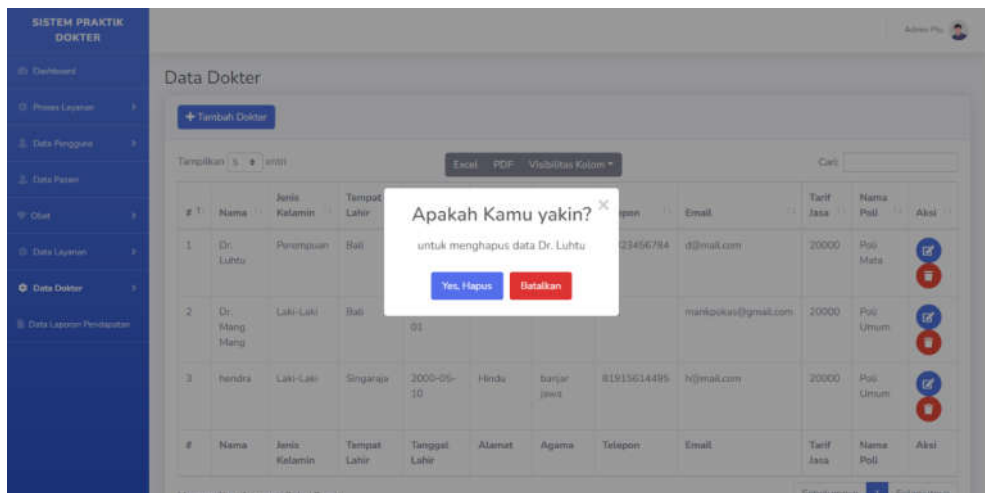 SISTEM PRAKTIK
DOKTER
Admin Plu
Dashboard
Proses Layanan
Data Pengguna
Data Pasien
Obat
Data Layanan
Data Dokter
Data Laporan Pendapatan
Data Dokter
+ Tambah Dokter
Tampilkan 5 entri
Excel PDF Visibilitas Kolom
Cari:
# Nama Jenis Kelamin Tempat Lahir Email Tarif Jasa Nama Poli Aksi
1 Dr. Luhtu Perempuan Bali 23456784 d@mail.com 20000 Poli Mata
2 Dr. Mang Mang Laki-Laki Bali 01 mankpokas@gmail.com 20000 Poli Umum
3 hendra Laki-Laki Singaraja 2000-05-10 Hindu banjar jawa 81915614495 h@mail.com 20000 Poli Umum
# Nama Jenis Kelamin Tempat Lahir Tanggal Lahir Alamat Agama Telepon Email Tarif Jasa Nama Poli Aksi
Apakah Kamu yakin? ×
untuk menghapus data Dr. Luhtu
Yes, Hapus Batalkan